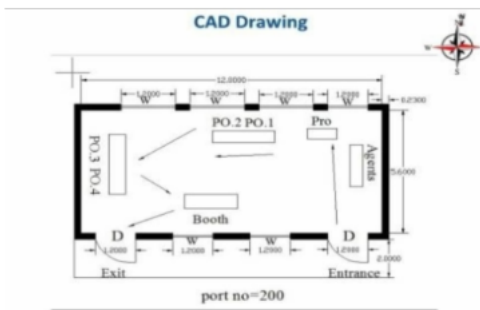 CAD Drawing
W
S
12.0000
1.2000 1.2000 1.2000 1.2000
W W W W
0.2300
PO.2 PO.1 Pro
PO.3 PO.4
Agents
5.6000
Booth
D W W D
1.2000 1.2000 1.2000 1.2000
2.0000
Exit Entrance
port no=200